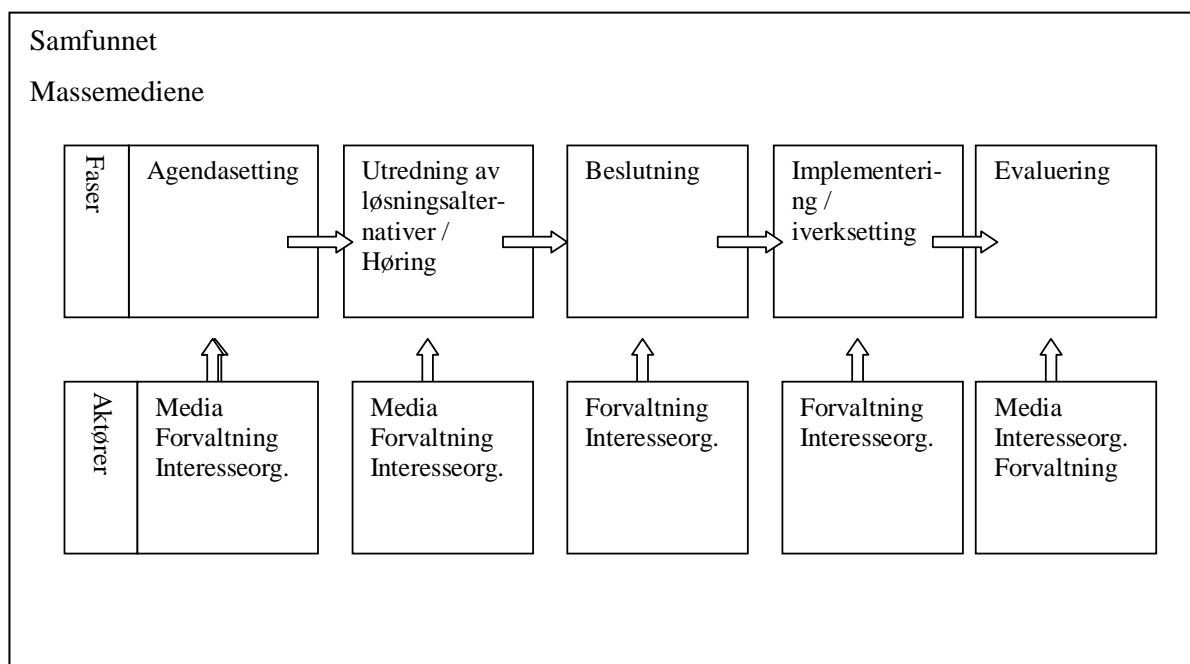 Samfunnet
Massemediene
Faser
Agendasetting
Utredning av
løsningsalter-
nativer /
Høring
Beslutning
Implementeri-
ng /
iverksetting
Evaluering
Aktører
Media
Forvaltning
Interesseorg.
Media
Forvaltning
Interesseorg.
Forvaltning
Interesseorg.
Forvaltning
Interesseorg.
Media
Interesseorg.
Forvaltning